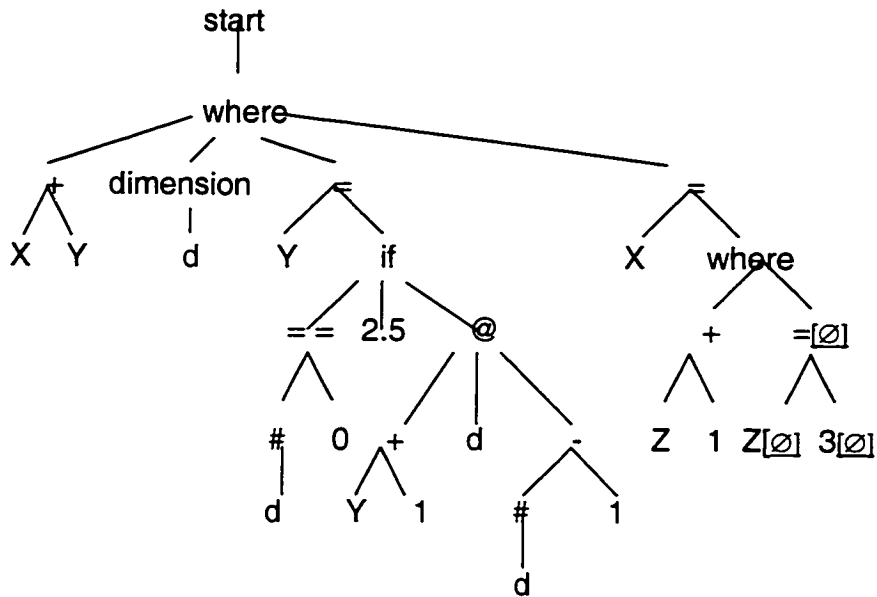 start
where
+ dimension = =
X Y d Y if X where
= = 2.5 @ + =[∅]
# 0 + d - Z 1 Z[∅] 3[∅]
d Y 1 # 1
d